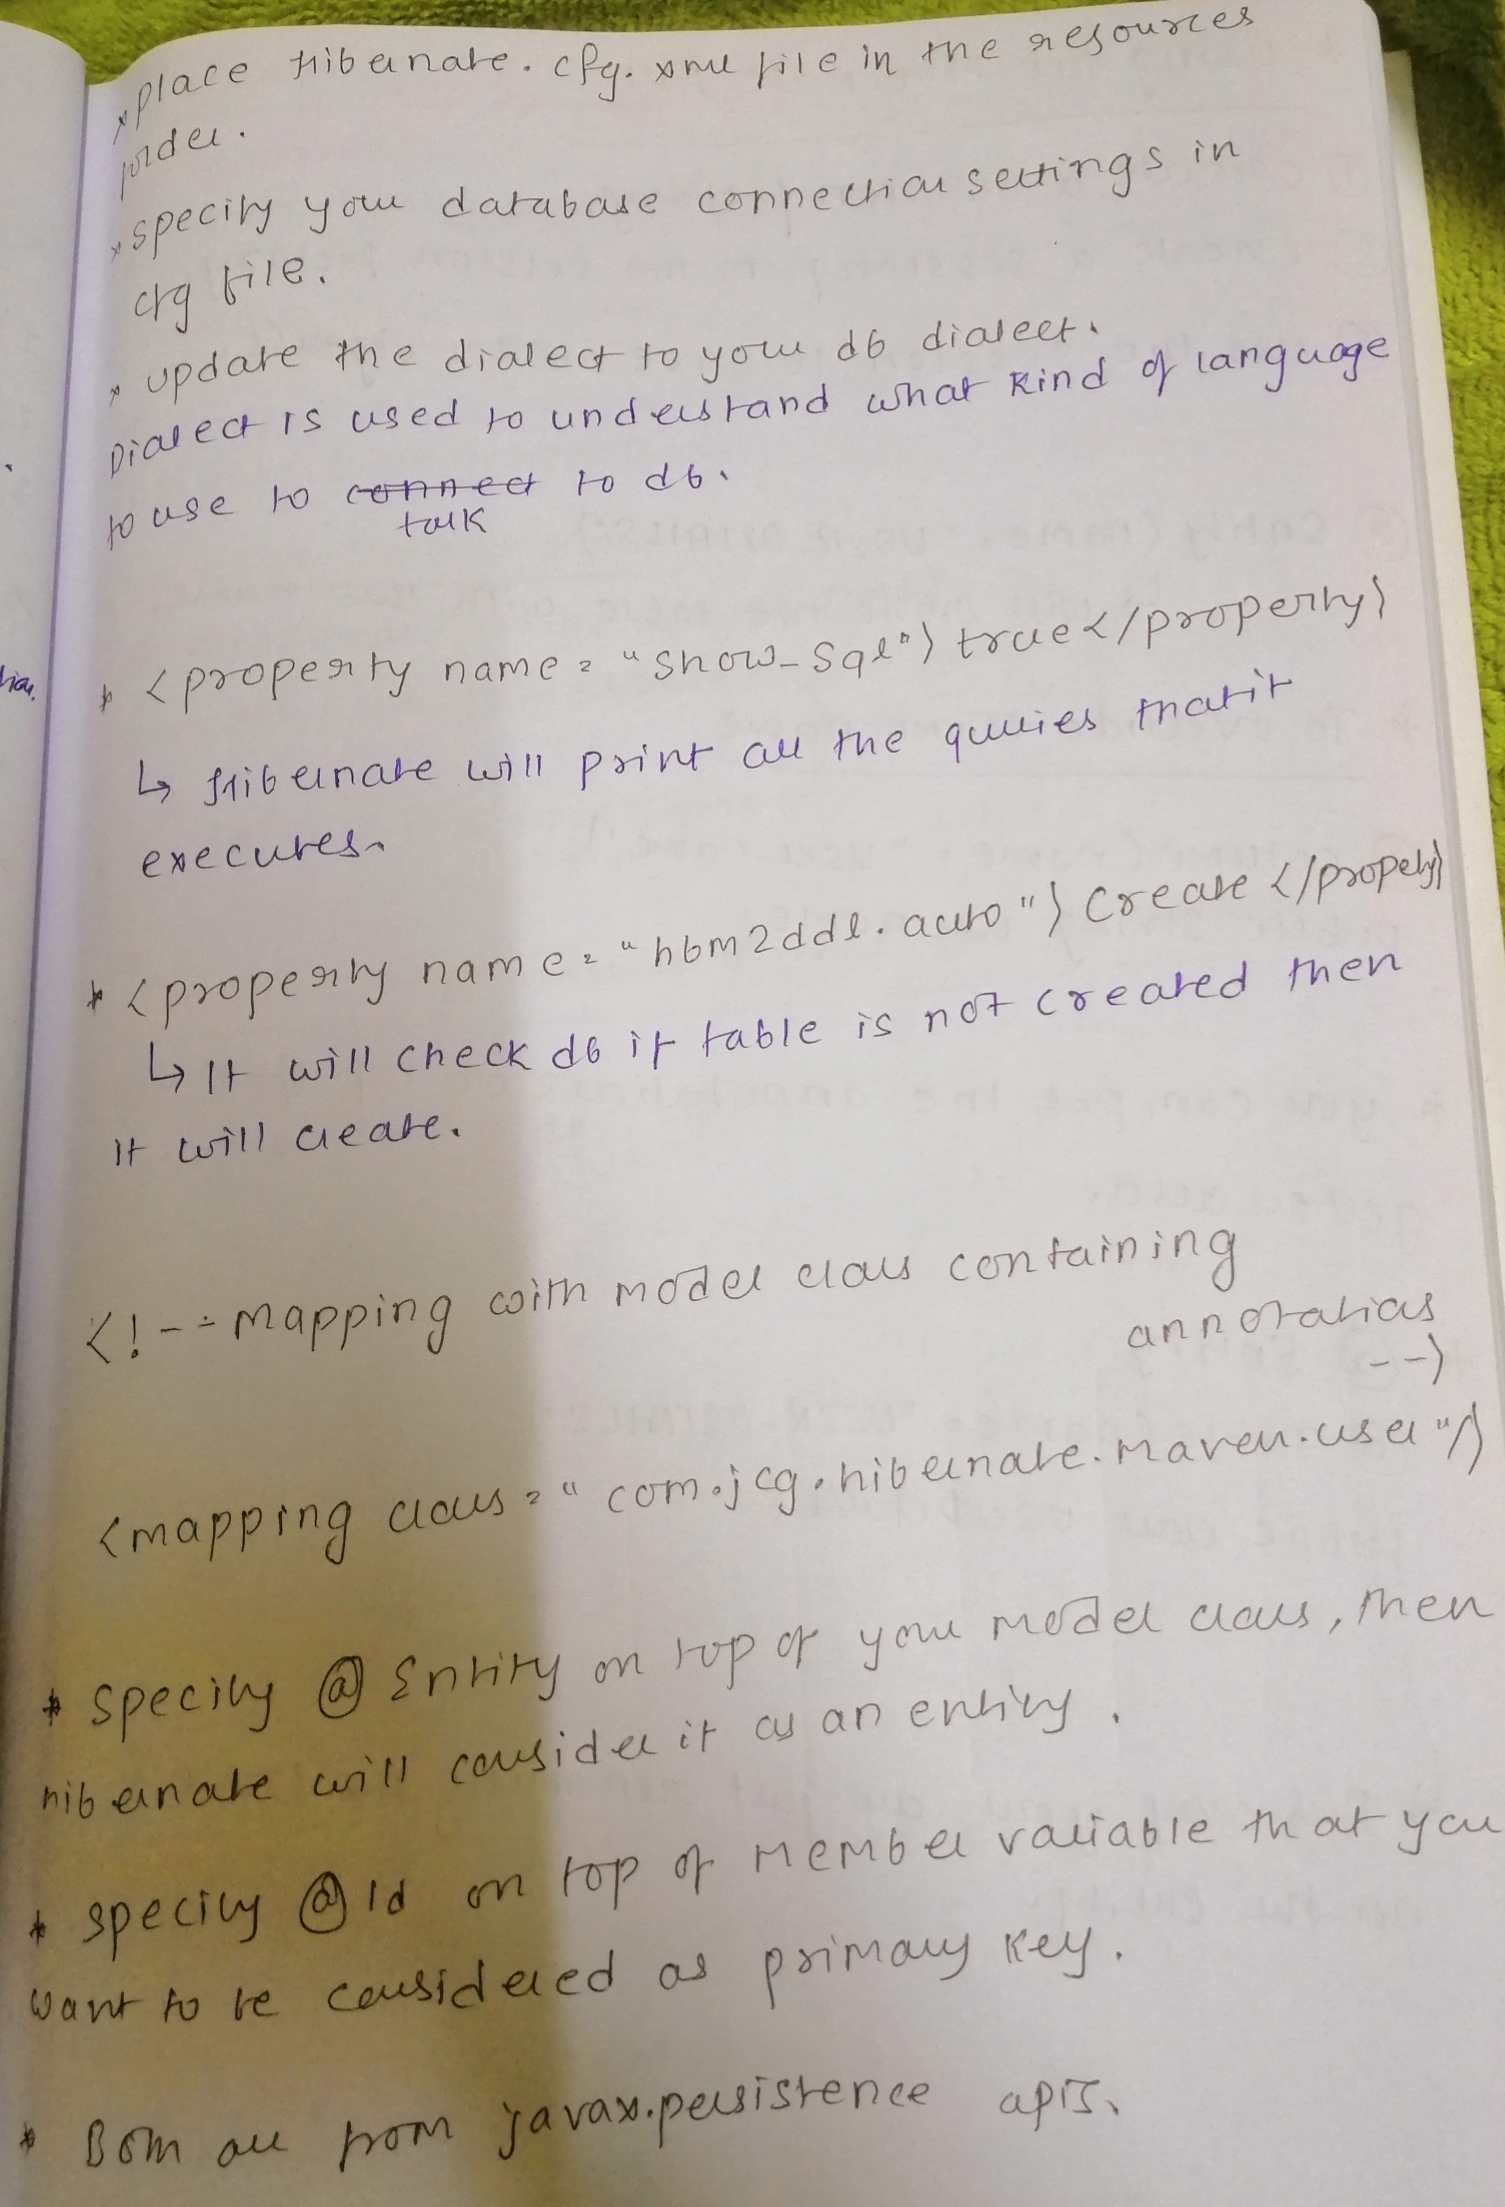 * place Hibernate.cfg.xml file in the resources
folder.
* specify your database connection settings in
cfg file.
* update the dialect to your db dialect.
Dialect is used to understand what kind of language
to use to connect to db.
talk
* <property name="show_sql"> true</property>
↳ Hibernate will print all the queries that it
executes.
* <property name="hbm2ddl.auto"> Create </property>
↳ It will check db if table is not created then
it will create.
<!-- Mapping with model class containing
annotations
-->
<mapping class="com.jcg.hibernate.maven.user"/>
* specify @Entity on top of your model class, then
hibernate will consider it as an entity.
* specify @Id on top of member variable that you
want to be considered as primary key.
* Both are from javax.persistence apis.